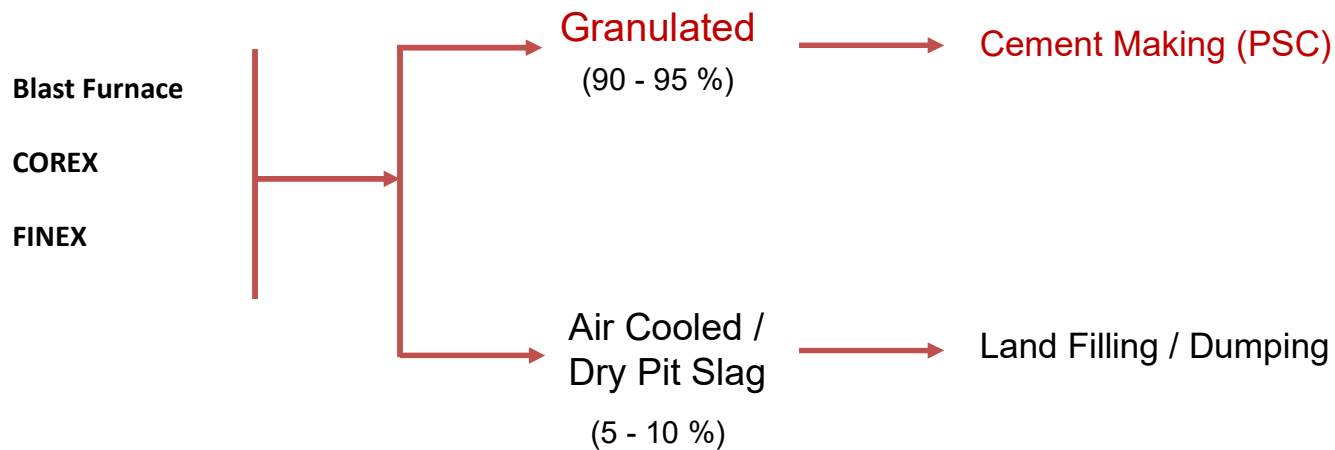 Blast Furnace
COREX
FINEX
Granulated
(90 - 95 %)
Cement Making (PSC)
Air Cooled /
Dry Pit Slag
(5 - 10 %)
Land Filling / Dumping